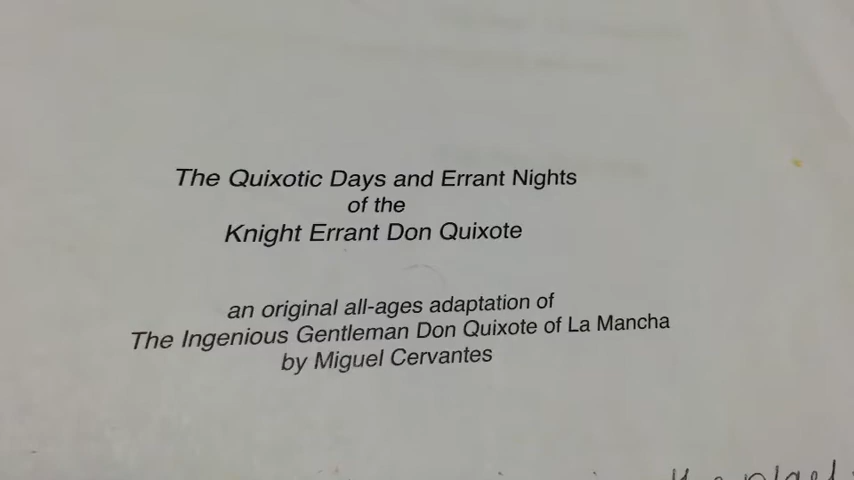 The Quixotic Days and Errant Nights
of the
Knight Errant Don Quixote
an original all-ages adaptation of
The Ingenious Gentleman Don Quixote of La Mancha
by Miguel Cervantes